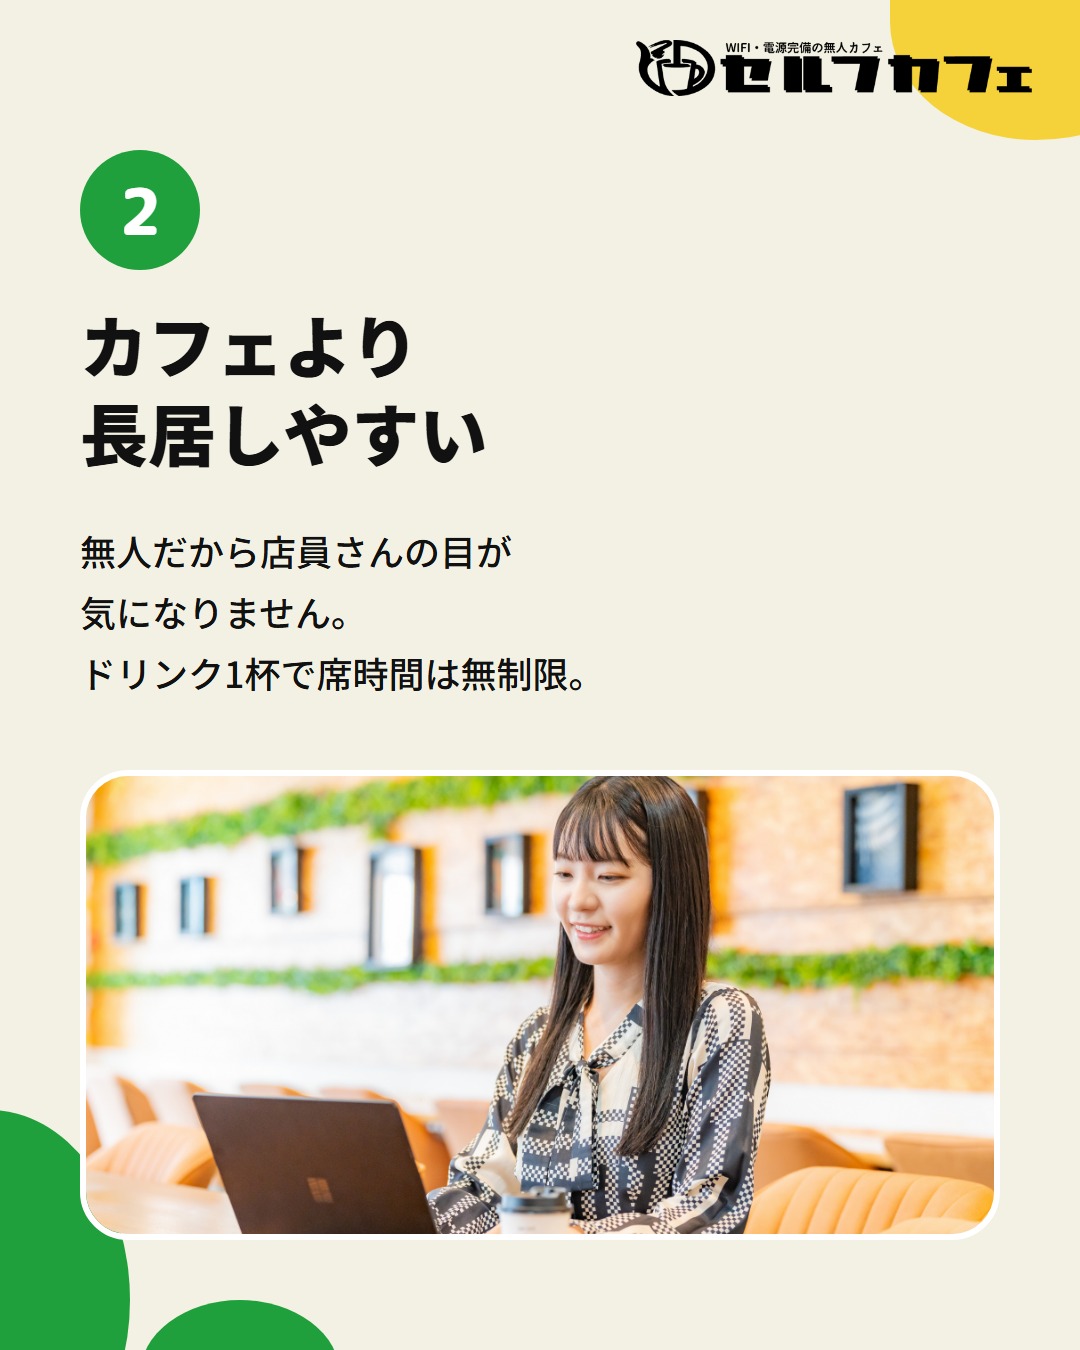 WIFI・電源完備の無人カフェ
セルフカフェ
2
カフェより
長居しやすい
無人だから店員さんの目が
気になりません。
ドリンク1杯で席時間は無制限。